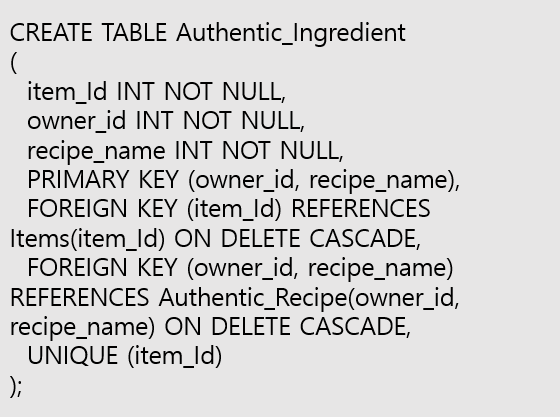 CREATE TABLE Authentic_Ingredient
(
item_Id INT NOT NULL,
owner_id INT NOT NULL,
recipe_name INT NOT NULL,
PRIMARY KEY (owner_id, recipe_name),
FOREIGN KEY (item_Id) REFERENCES
Items(item_Id) ON DELETE CASCADE,
FOREIGN KEY (owner_id, recipe_name)
REFERENCES Authentic_Recipe(owner_id,
recipe_name) ON DELETE CASCADE,
UNIQUE (item_Id)
);